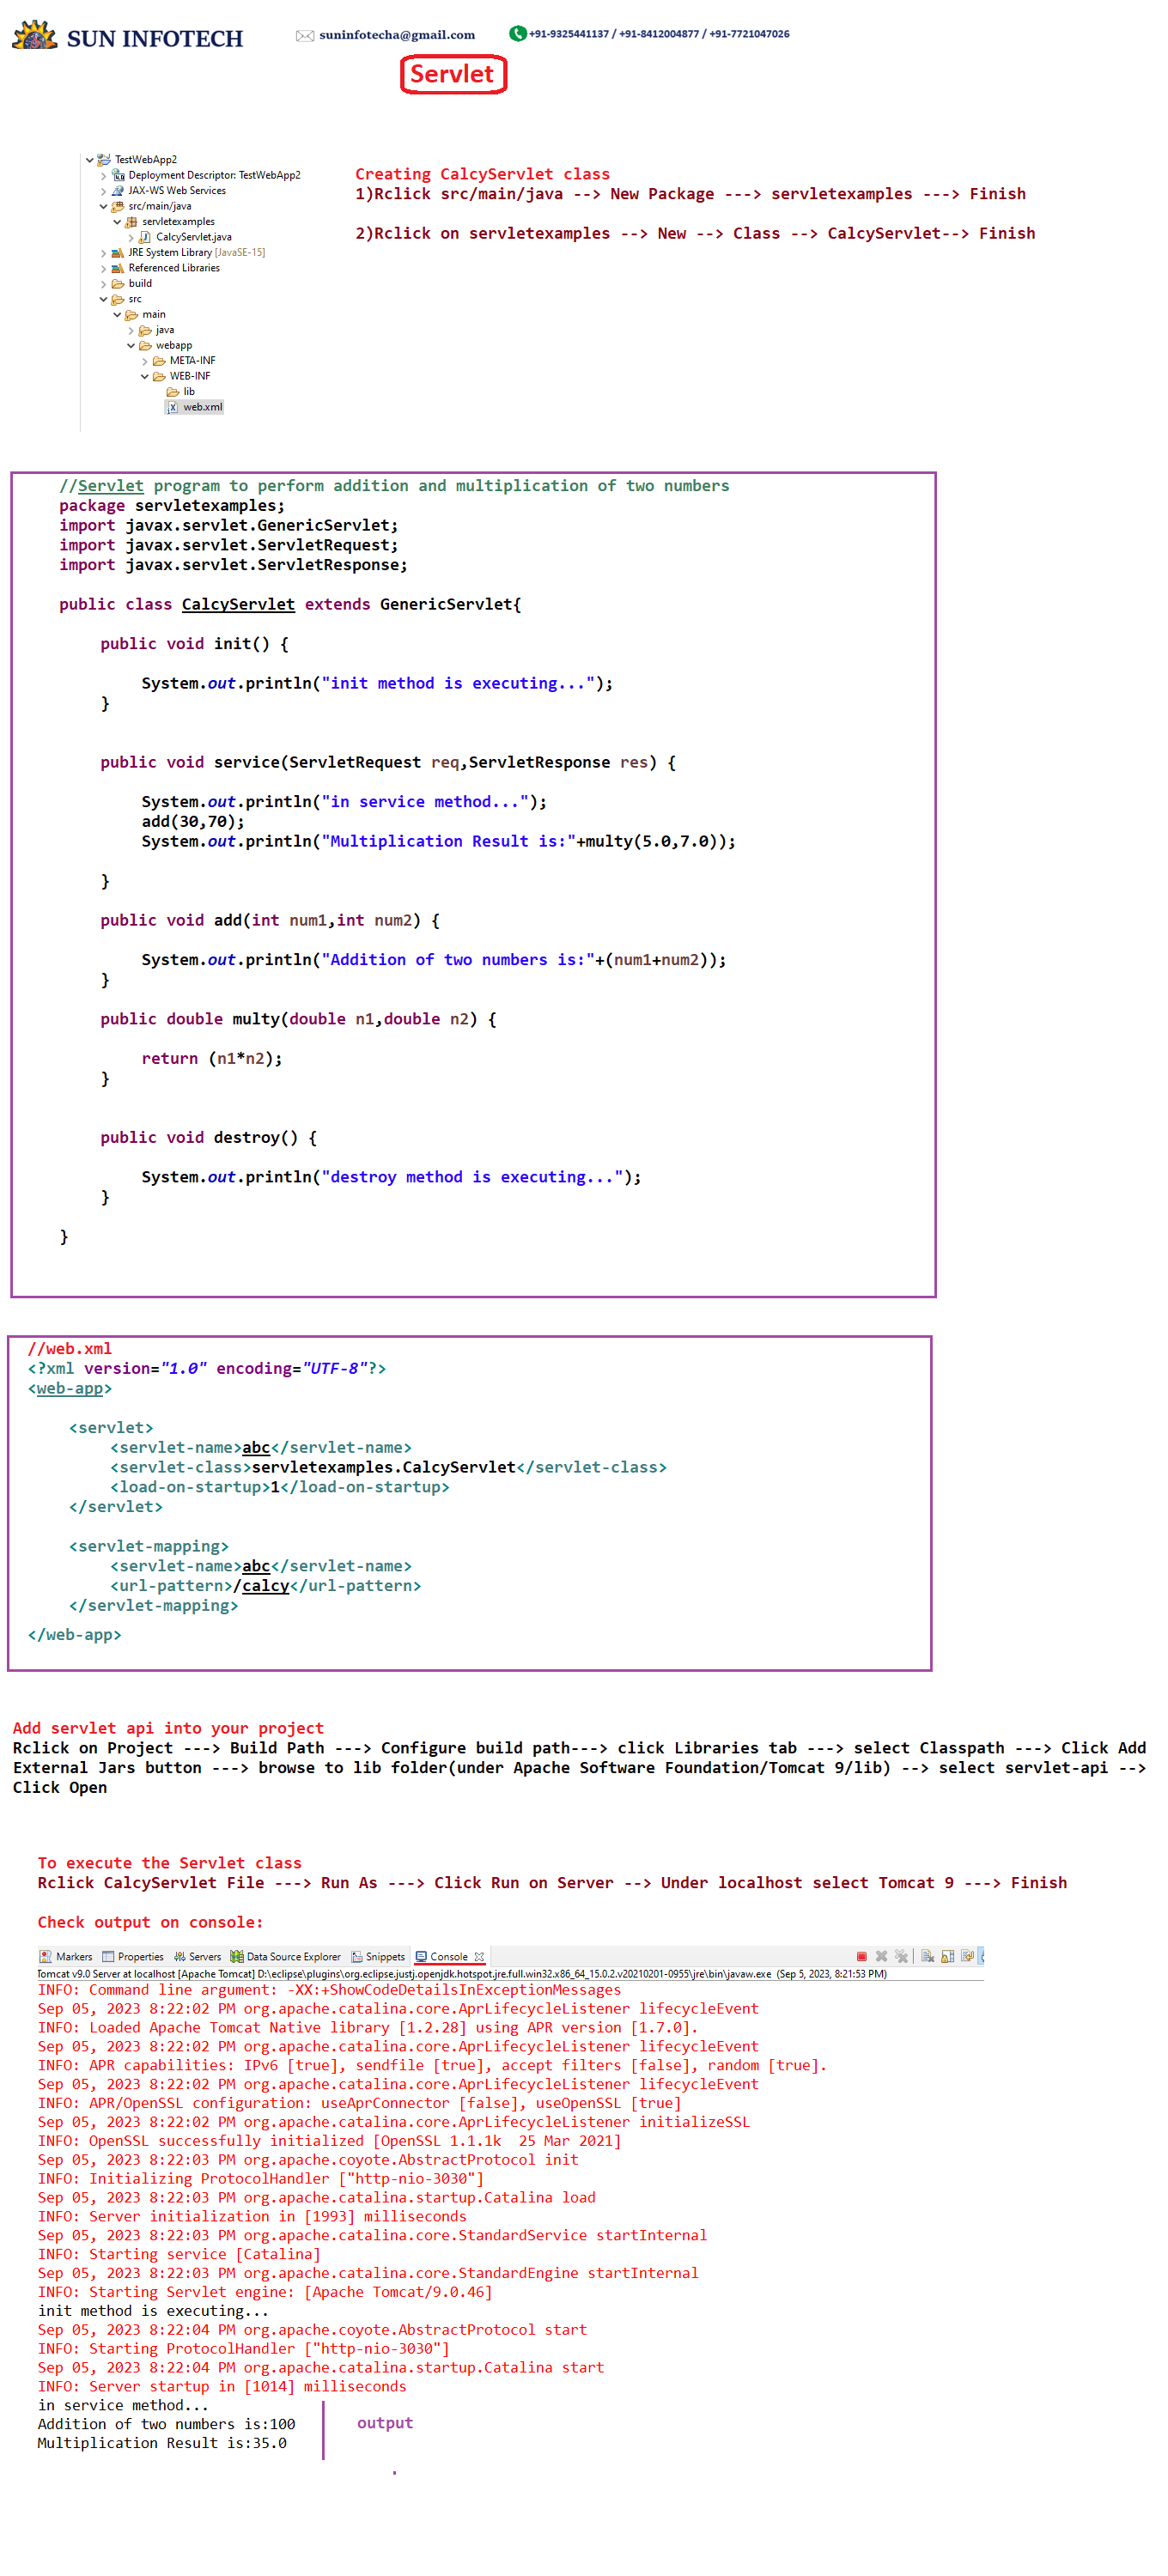 SUN INFOTECH
suninfotecha@gmail.com
+91-9325441137 / +91-8412004877 / +91-7721047026
Servlet
TestWebApp2
Deployment Descriptor: TestWebApp2
JAX-WS Web Services
src/main/java
servletexamples
CalcyServlet.java
JRE System Library [JavaSE-15]
Referenced Libraries
build
src
main
java
webapp
META-INF
WEB-INF
lib
web.xml
Creating CalcyServlet class
1)Rclick src/main/java --> New Package ---> servletexamples ---> Finish
2)Rclick on servletexamples --> New --> Class --> CalcyServlet--> Finish
//Servlet program to perform addition and multiplication of two numbers
package servletexamples;
import javax.servlet.GenericServlet;
import javax.servlet.ServletRequest;
import javax.servlet.ServletResponse;
public class CalcyServlet extends GenericServlet{
public void init() {
System.out.println("init method is executing...");
}
public void service(ServletRequest req,ServletResponse res) {
System.out.println("in service method...");
add(30,70);
System.out.println("Multiplication Result is:"+multy(5.0,7.0));
}
public void add(int num1,int num2) {
System.out.println("Addition of two numbers is:"+(num1+num2));
}
public double multy(double n1,double n2) {
return (n1*n2);
}
public void destroy() {
System.out.println("destroy method is executing...");
}
}
//web.xml
<?xml version="1.0" encoding="UTF-8"?>
<web-app>
<servlet>
<servlet-name>abc</servlet-name>
<servlet-class>servletexamples.CalcyServlet</servlet-class>
<load-on-startup>1</load-on-startup>
</servlet>
<servlet-mapping>
<servlet-name>abc</servlet-name>
<url-pattern>/calcy</url-pattern>
</servlet-mapping>
</web-app>
Add servlet api into your project
Rclick on Project ---> Build Path ---> Configure build path---> click Libraries tab ---> select Classpath ---> Click Add
External Jars button ---> browse to lib folder(under Apache Software Foundation/Tomcat 9/lib) --> select servlet-api -->
Click Open
To execute the Servlet class
Rclick CalcyServlet File ---> Run As ---> Click Run on Server --> Under localhost select Tomcat 9 ---> Finish
Check output on console:
Markers Properties Servers Data Source Explorer Snippets Console
Tomcat v9.0 Server at localhost [Apache Tomcat] D:\eclipse\plugins\org.eclipse.justj.openjdk.hotspot.jre.full.win32.x86_64_15.0.2.v20210201-0955\jre\bin\javaw.exe (Sep 5, 2023, 8:21:53 PM)
INFO: Command line argument: -XX:+ShowCodeDetailsInExceptionMessages
Sep 05, 2023 8:22:02 PM org.apache.catalina.core.AprLifecycleListener lifecycleEvent
INFO: Loaded Apache Tomcat Native library [1.2.28] using APR version [1.7.0].
Sep 05, 2023 8:22:02 PM org.apache.catalina.core.AprLifecycleListener lifecycleEvent
INFO: APR capabilities: IPv6 [true], sendfile [true], accept filters [false], random [true].
Sep 05, 2023 8:22:02 PM org.apache.catalina.core.AprLifecycleListener lifecycleEvent
INFO: APR/OpenSSL configuration: useAprConnector [false], useOpenSSL [true]
Sep 05, 2023 8:22:02 PM org.apache.catalina.core.AprLifecycleListener initializeSSL
INFO: OpenSSL successfully initialized [OpenSSL 1.1.1k  25 Mar 2021]
Sep 05, 2023 8:22:03 PM org.apache.coyote.AbstractProtocol init
INFO: Initializing ProtocolHandler ["http-nio-3030"]
Sep 05, 2023 8:22:03 PM org.apache.catalina.startup.Catalina load
INFO: Server initialization in [1993] milliseconds
Sep 05, 2023 8:22:03 PM org.apache.catalina.core.StandardService startInternal
INFO: Starting service [Catalina]
Sep 05, 2023 8:22:03 PM org.apache.catalina.core.StandardEngine startInternal
INFO: Starting Servlet engine: [Apache Tomcat/9.0.46]
init method is executing...
Sep 05, 2023 8:22:04 PM org.apache.coyote.AbstractProtocol start
INFO: Starting ProtocolHandler ["http-nio-3030"]
Sep 05, 2023 8:22:04 PM org.apache.catalina.startup.Catalina start
INFO: Server startup in [1014] milliseconds
in service method...
Addition of two numbers is:100
Multiplication Result is:35.0
output